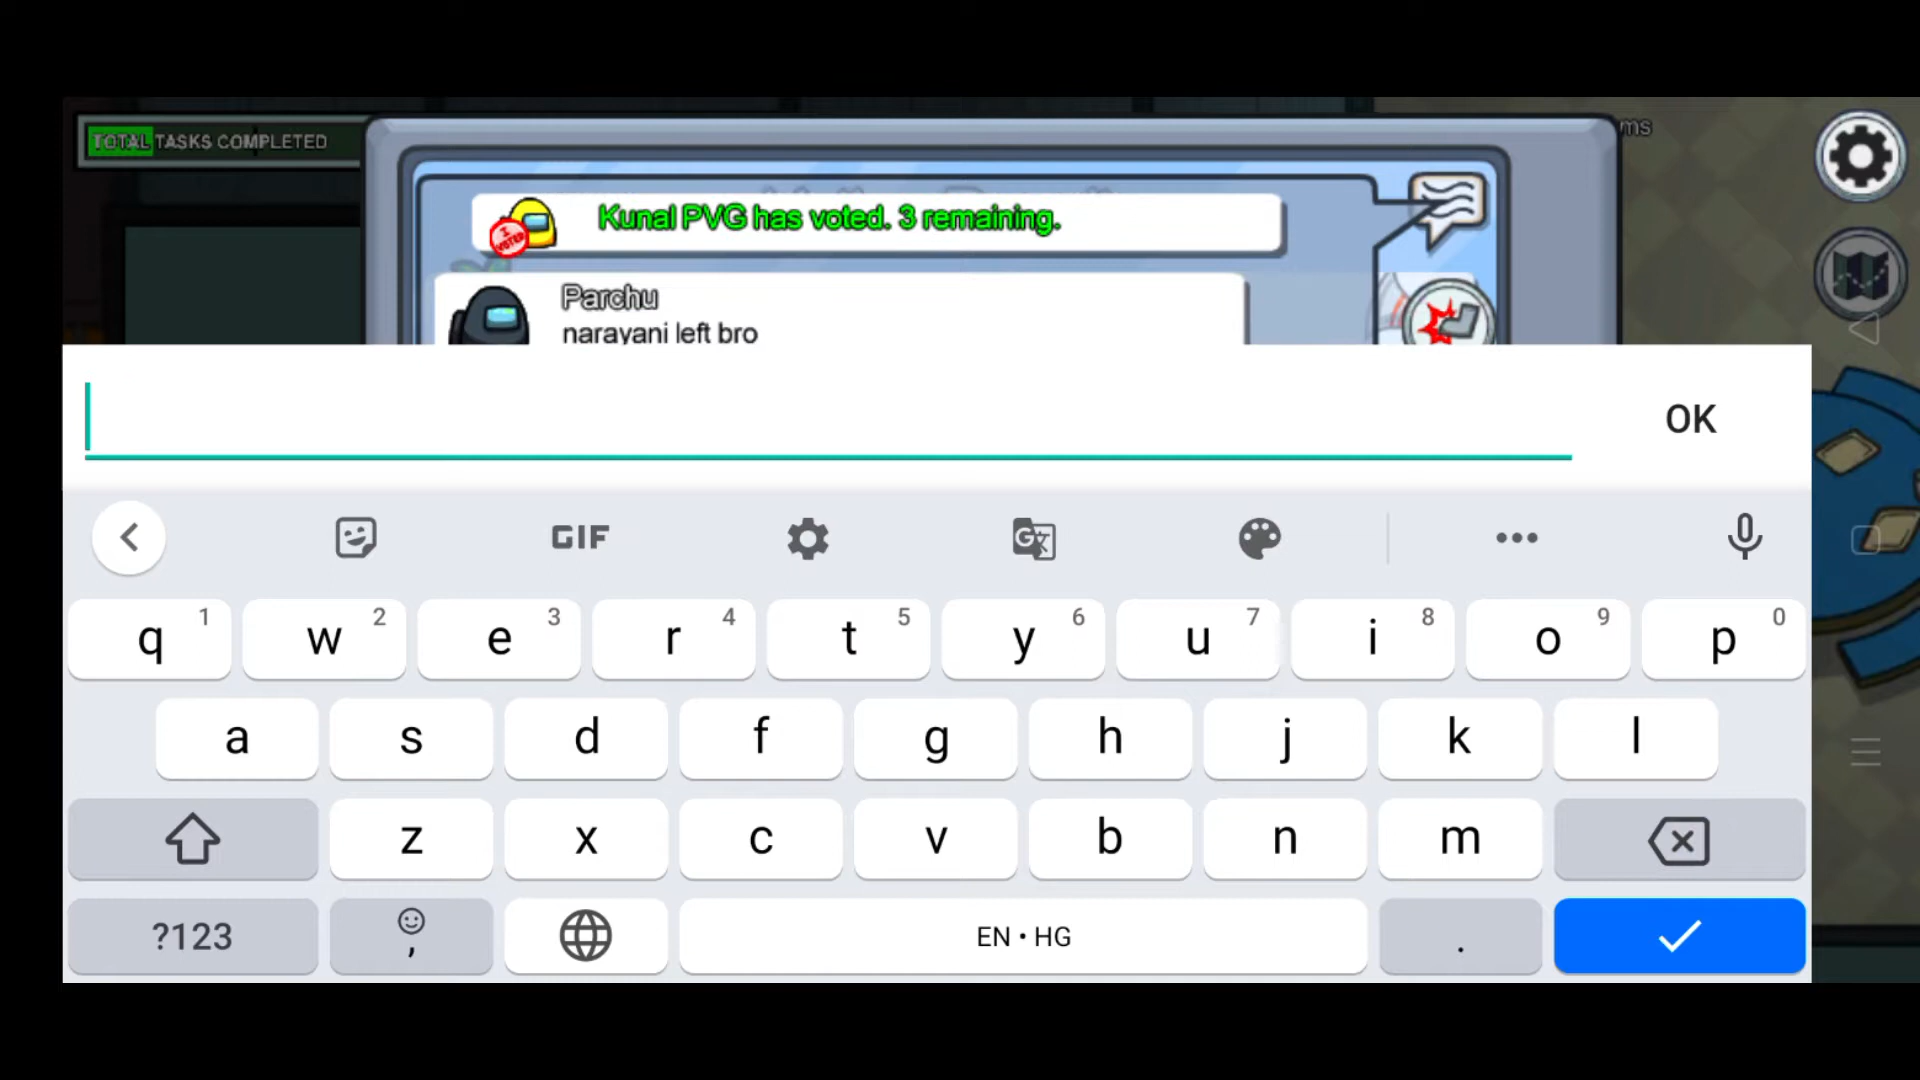 TOTAL TASKS COMPLETED
ms
Kunal PVG has voted. 3 remaining.
I VOTED
Parchu
narayani left bro
OK
GIF
q 1 w 2 e 3 r 4 t 5 y 6 u 7 i 8 o 9 p 0
a s d f g h j k l
z x c v b n m
?123 , EN • HG .